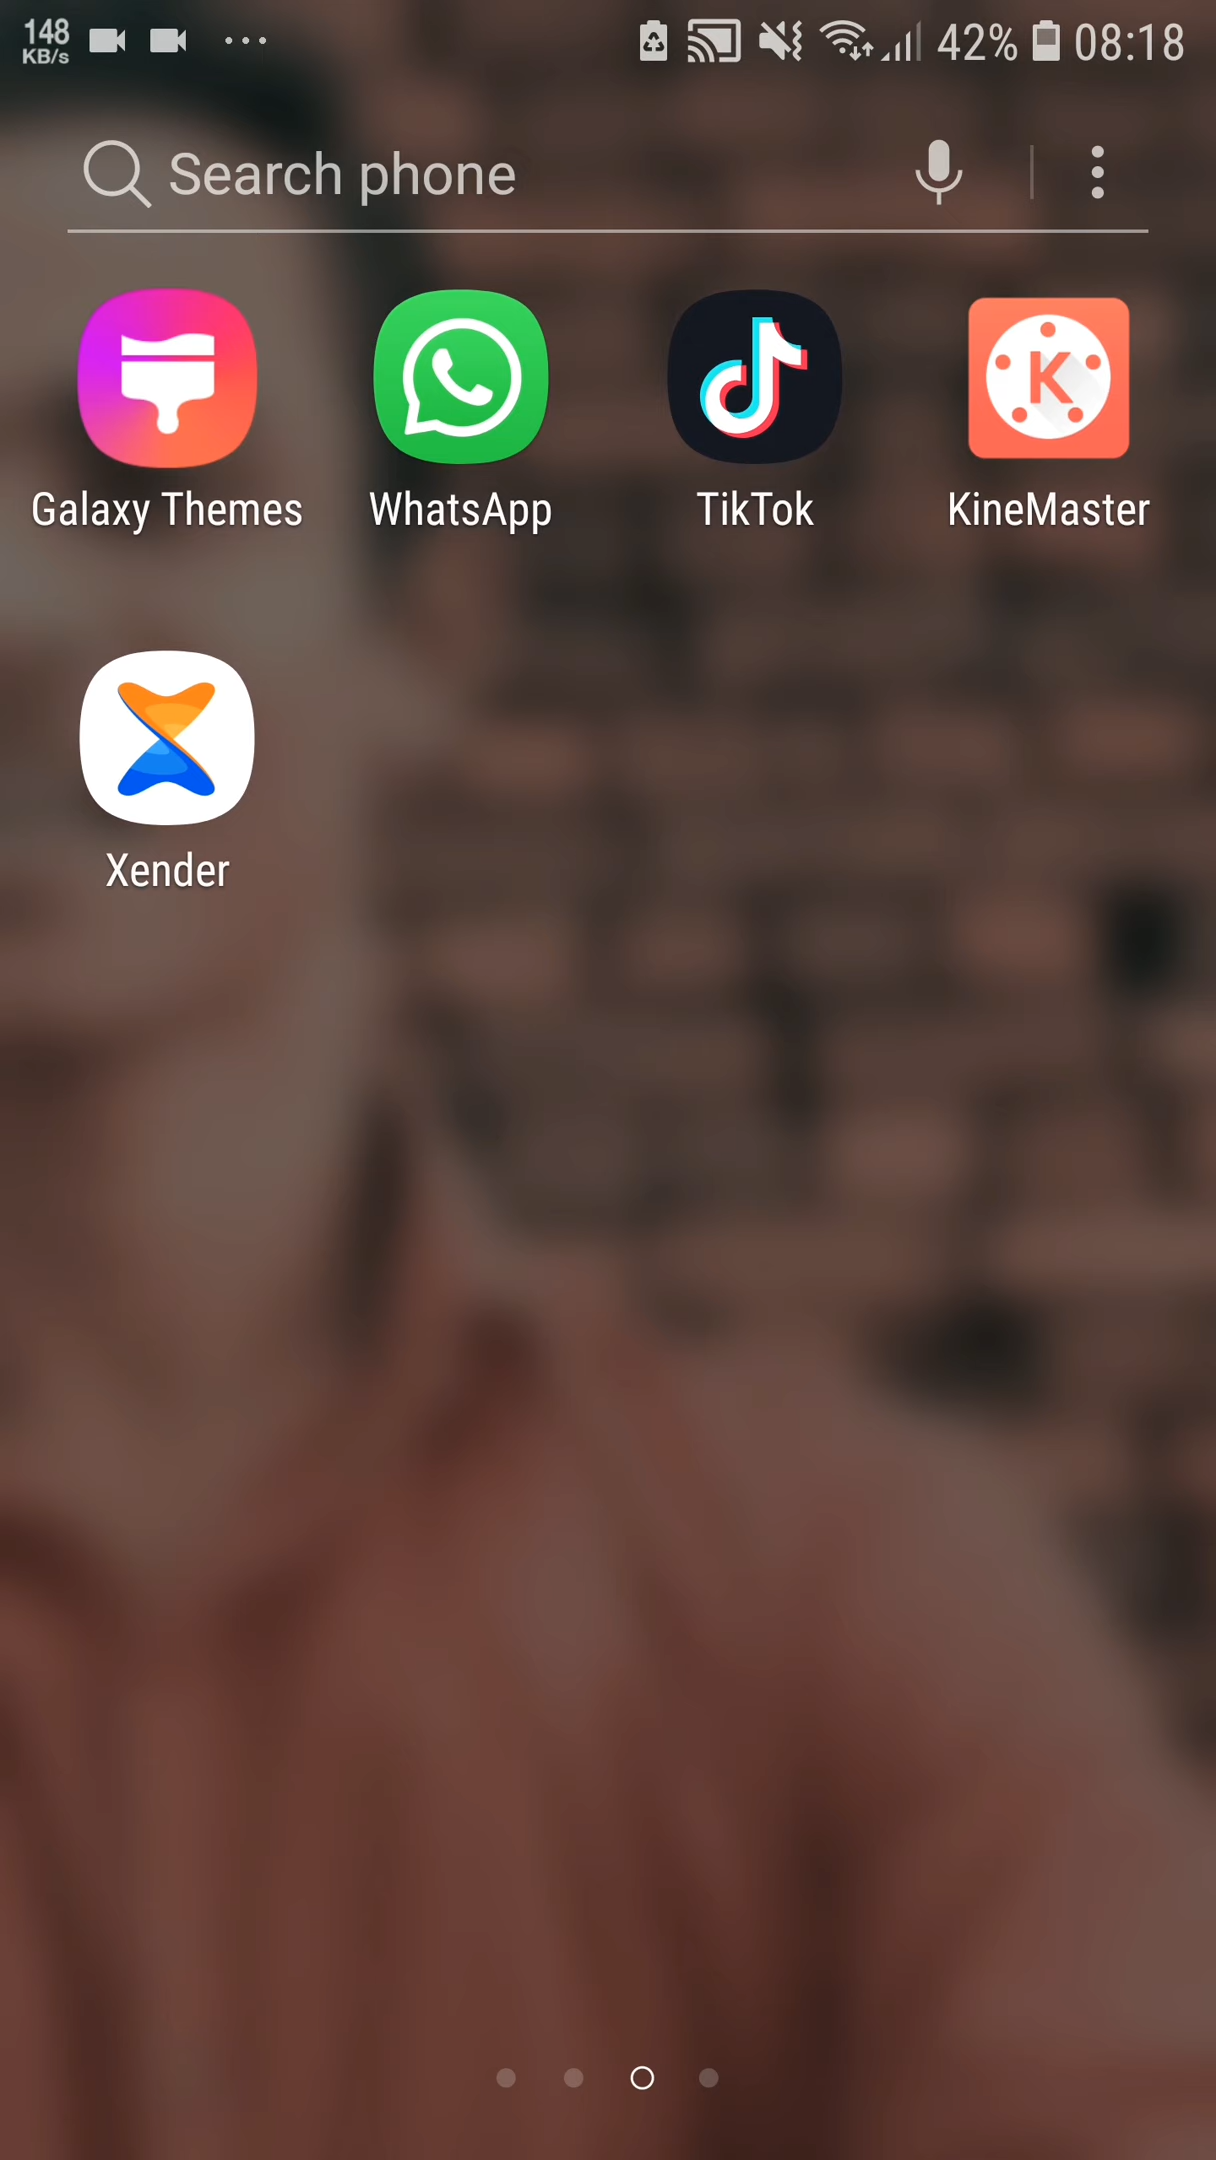 148
KB/s
42% 08:18
Search phone
Galaxy Themes WhatsApp TikTok KineMaster
Xender